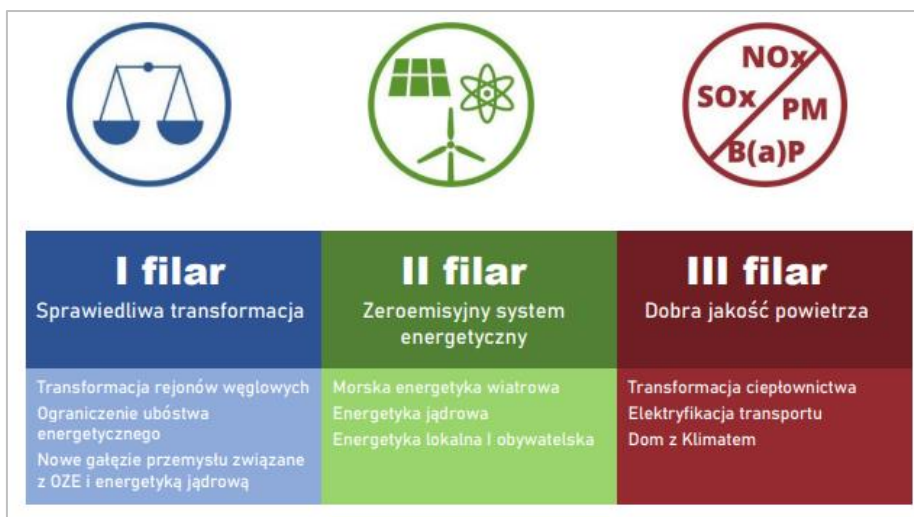 NOx
SOx
PM
B(a)P
I filar
Sprawiedliwa transformacja
Transformacja rejonów węglowych
Ograniczenie ubóstwa
energetycznego
Nowe gałęzie przemysłu związane
z OZE i energetyką jądrową
II filar
Zeroemisyjny system
energetyczny
Morska energetyka wiatrowa
Energetyka jądrowa
Energetyka lokalna I obywatelska
III filar
Dobra jakość powietrza
Transformacja ciepłownictwa
Elektryfikacja transportu
Dom z Klimatem